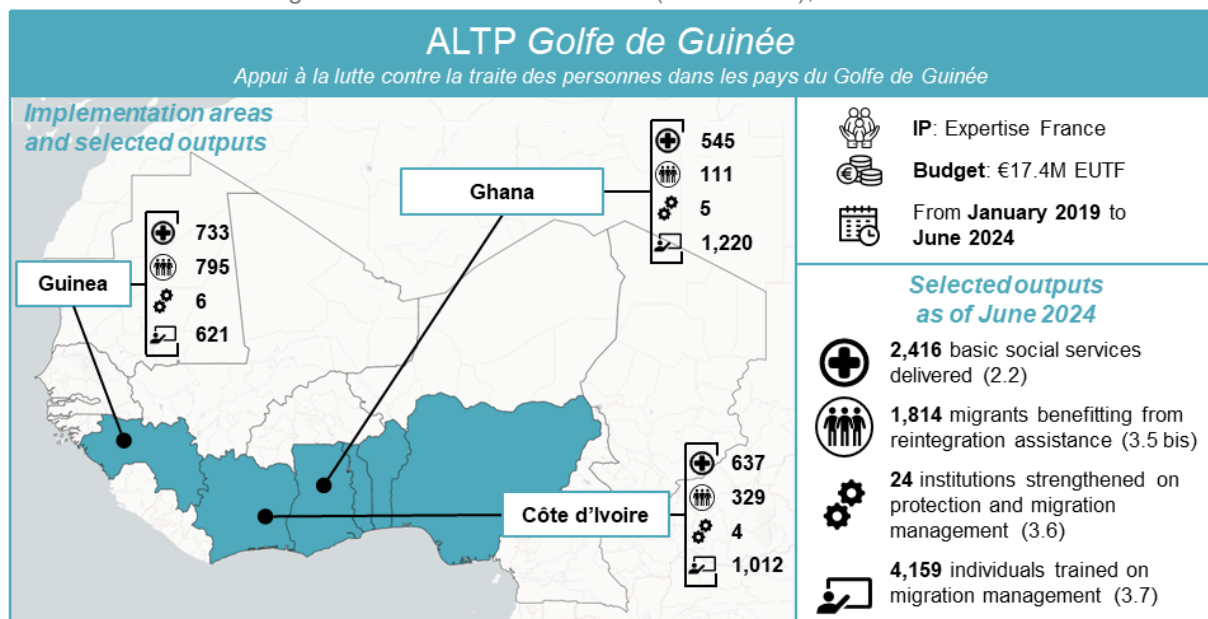 ALTP Golfe de Guinée
Appui à la lutte contre la traite des personnes dans les pays du Golfe de Guinée
Implementation areas
and selected outputs
Guinea
733
795
6
621
Ghana
545
111
5
1,220
Côte d'Ivoire
637
329
4
1,012
IP: Expertise France
Budget: €17.4M EUTF
From January 2019 to
June 2024
Selected outputs
as of June 2024
2,416 basic social services
delivered (2.2)
1,814 migrants benefitting from
reintegration assistance (3.5 bis)
24 institutions strengthened on
protection and migration
management (3.6)
4,159 individuals trained on
migration management (3.7)